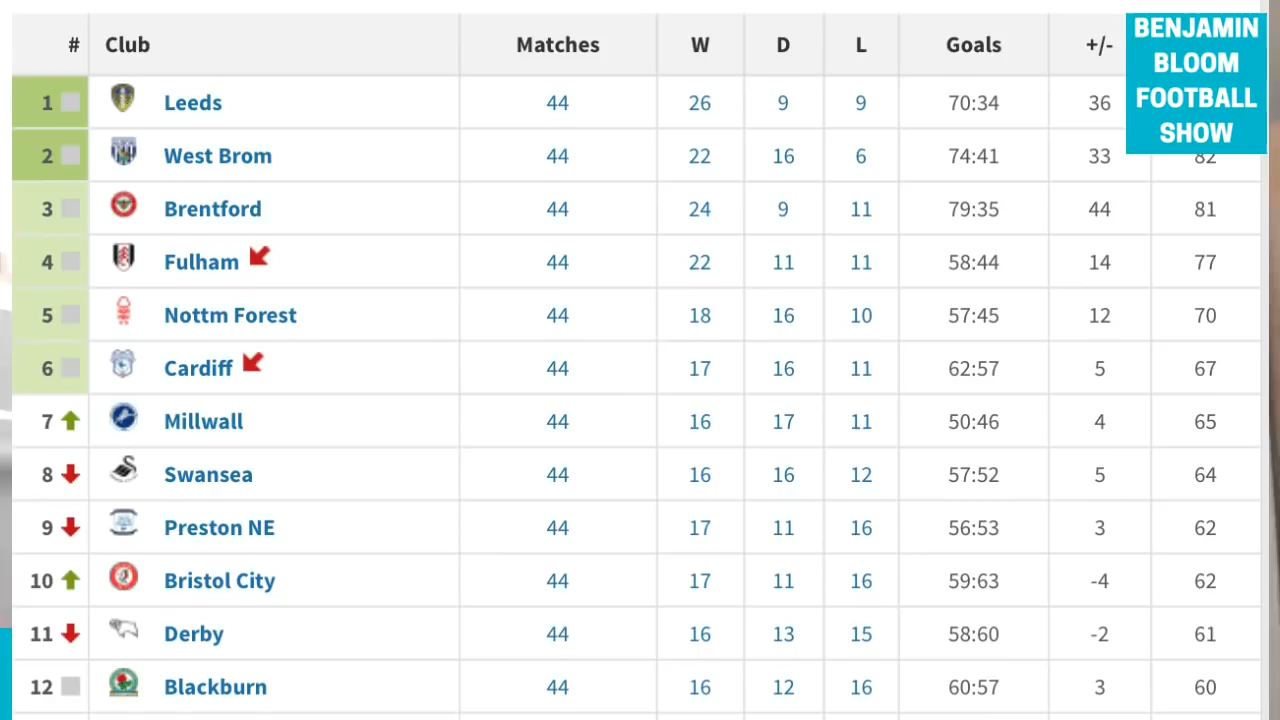 # Club Matches W D L Goals +/-
BENJAMIN
BLOOM
FOOTBALL
SHOW
1 Leeds 44 26 9 9 70:34 36
2 West Brom 44 22 16 6 74:41 33 82
3 Brentford 44 24 9 11 79:35 44 81
4 Fulham 44 22 11 11 58:44 14 77
5 Nottm Forest 44 18 16 10 57:45 12 70
6 Cardiff 44 17 16 11 62:57 5 67
7 Millwall 44 16 17 11 50:46 4 65
8 Swansea 44 16 16 12 57:52 5 64
9 Preston NE 44 17 11 16 56:53 3 62
10 Bristol City 44 17 11 16 59:63 -4 62
11 Derby 44 16 13 15 58:60 -2 61
12 Blackburn 44 16 12 16 60:57 3 60